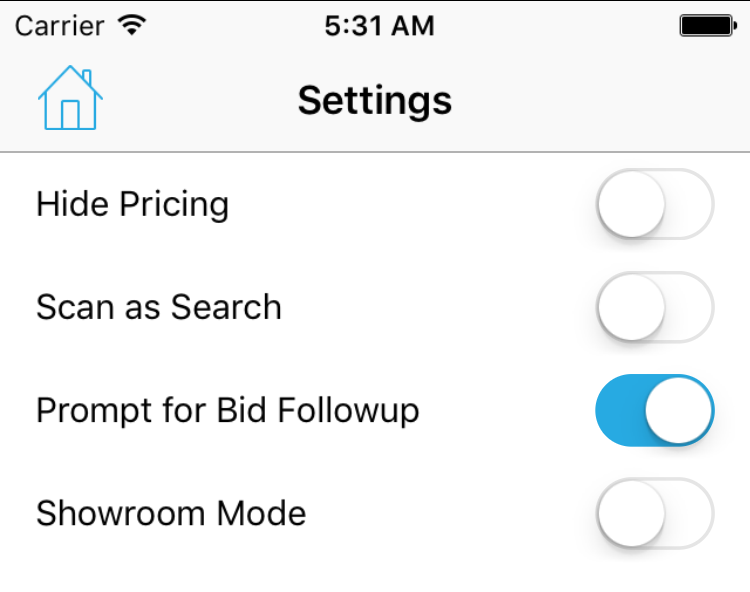 Carrier 5:31 AM
Settings
Hide Pricing
Scan as Search
Prompt for Bid Followup
Showroom Mode